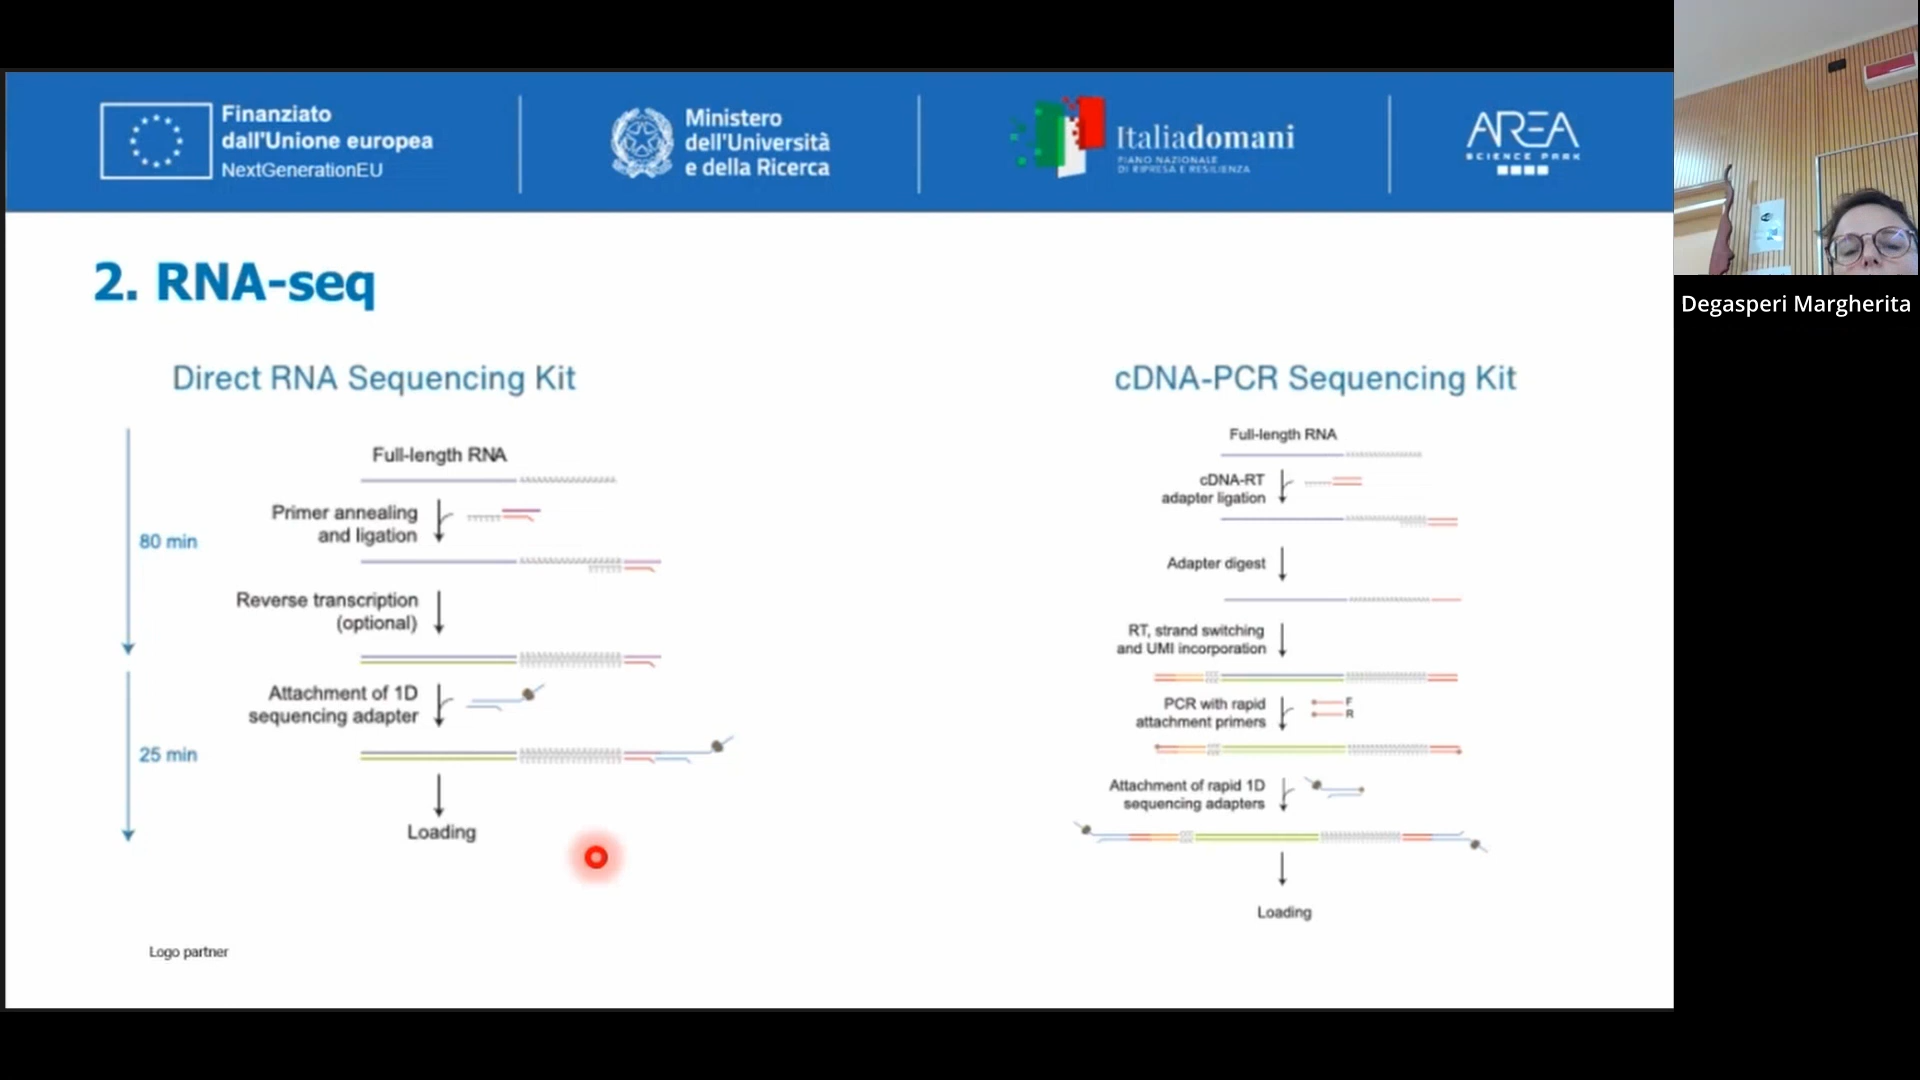 Finanziato
dall'Unione europea
NextGenerationEU
Ministero
dell'Università
e della Ricerca
Italiadomani
PIANO NAZIONALE
DI RIPRESA E RESILIENZA
AREA
SCIENCE PARK
Degasperi Margherita
2. RNA-seq
Direct RNA Sequencing Kit
80 min
25 min
Full-length RNA
Primer annealing
and ligation
Reverse transcription
(optional)
Attachment of 1D
sequencing adapter
Loading
cDNA-PCR Sequencing Kit
Full-length RNA
cDNA-RT
adapter ligation
Adapter digest
RT, strand switching
and UMI incorporation
PCR with rapid
attachment primers
F
R
Attachment of rapid 1D
sequencing adapters
Loading
Logo partner